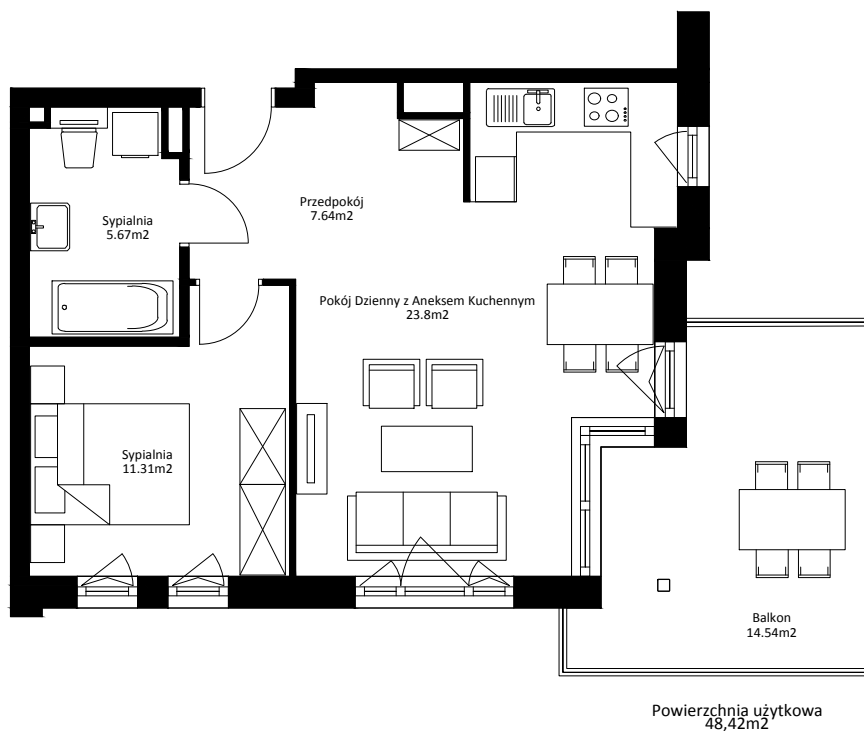 Przedpokój
7.64m2
Sypialnia
5.67m2
Pokój Dzienny z Aneksem Kuchennym
23.8m2
Sypialnia
11.31m2
Balkon
14.54m2
Powierzchnia użytkowa
48,42m2